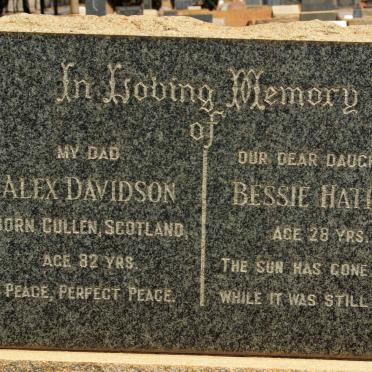 In Loving Memory
of
MY DAD
ALEX DAVIDSON
BORN CULLEN, SCOTLAND.
AGE 82 YRS.
PEACE, PERFECT PEACE.
OUR DEAR
BESSIE
AGE 28 YRS.
THE SUN HAS
WHILE IT WAS STILL